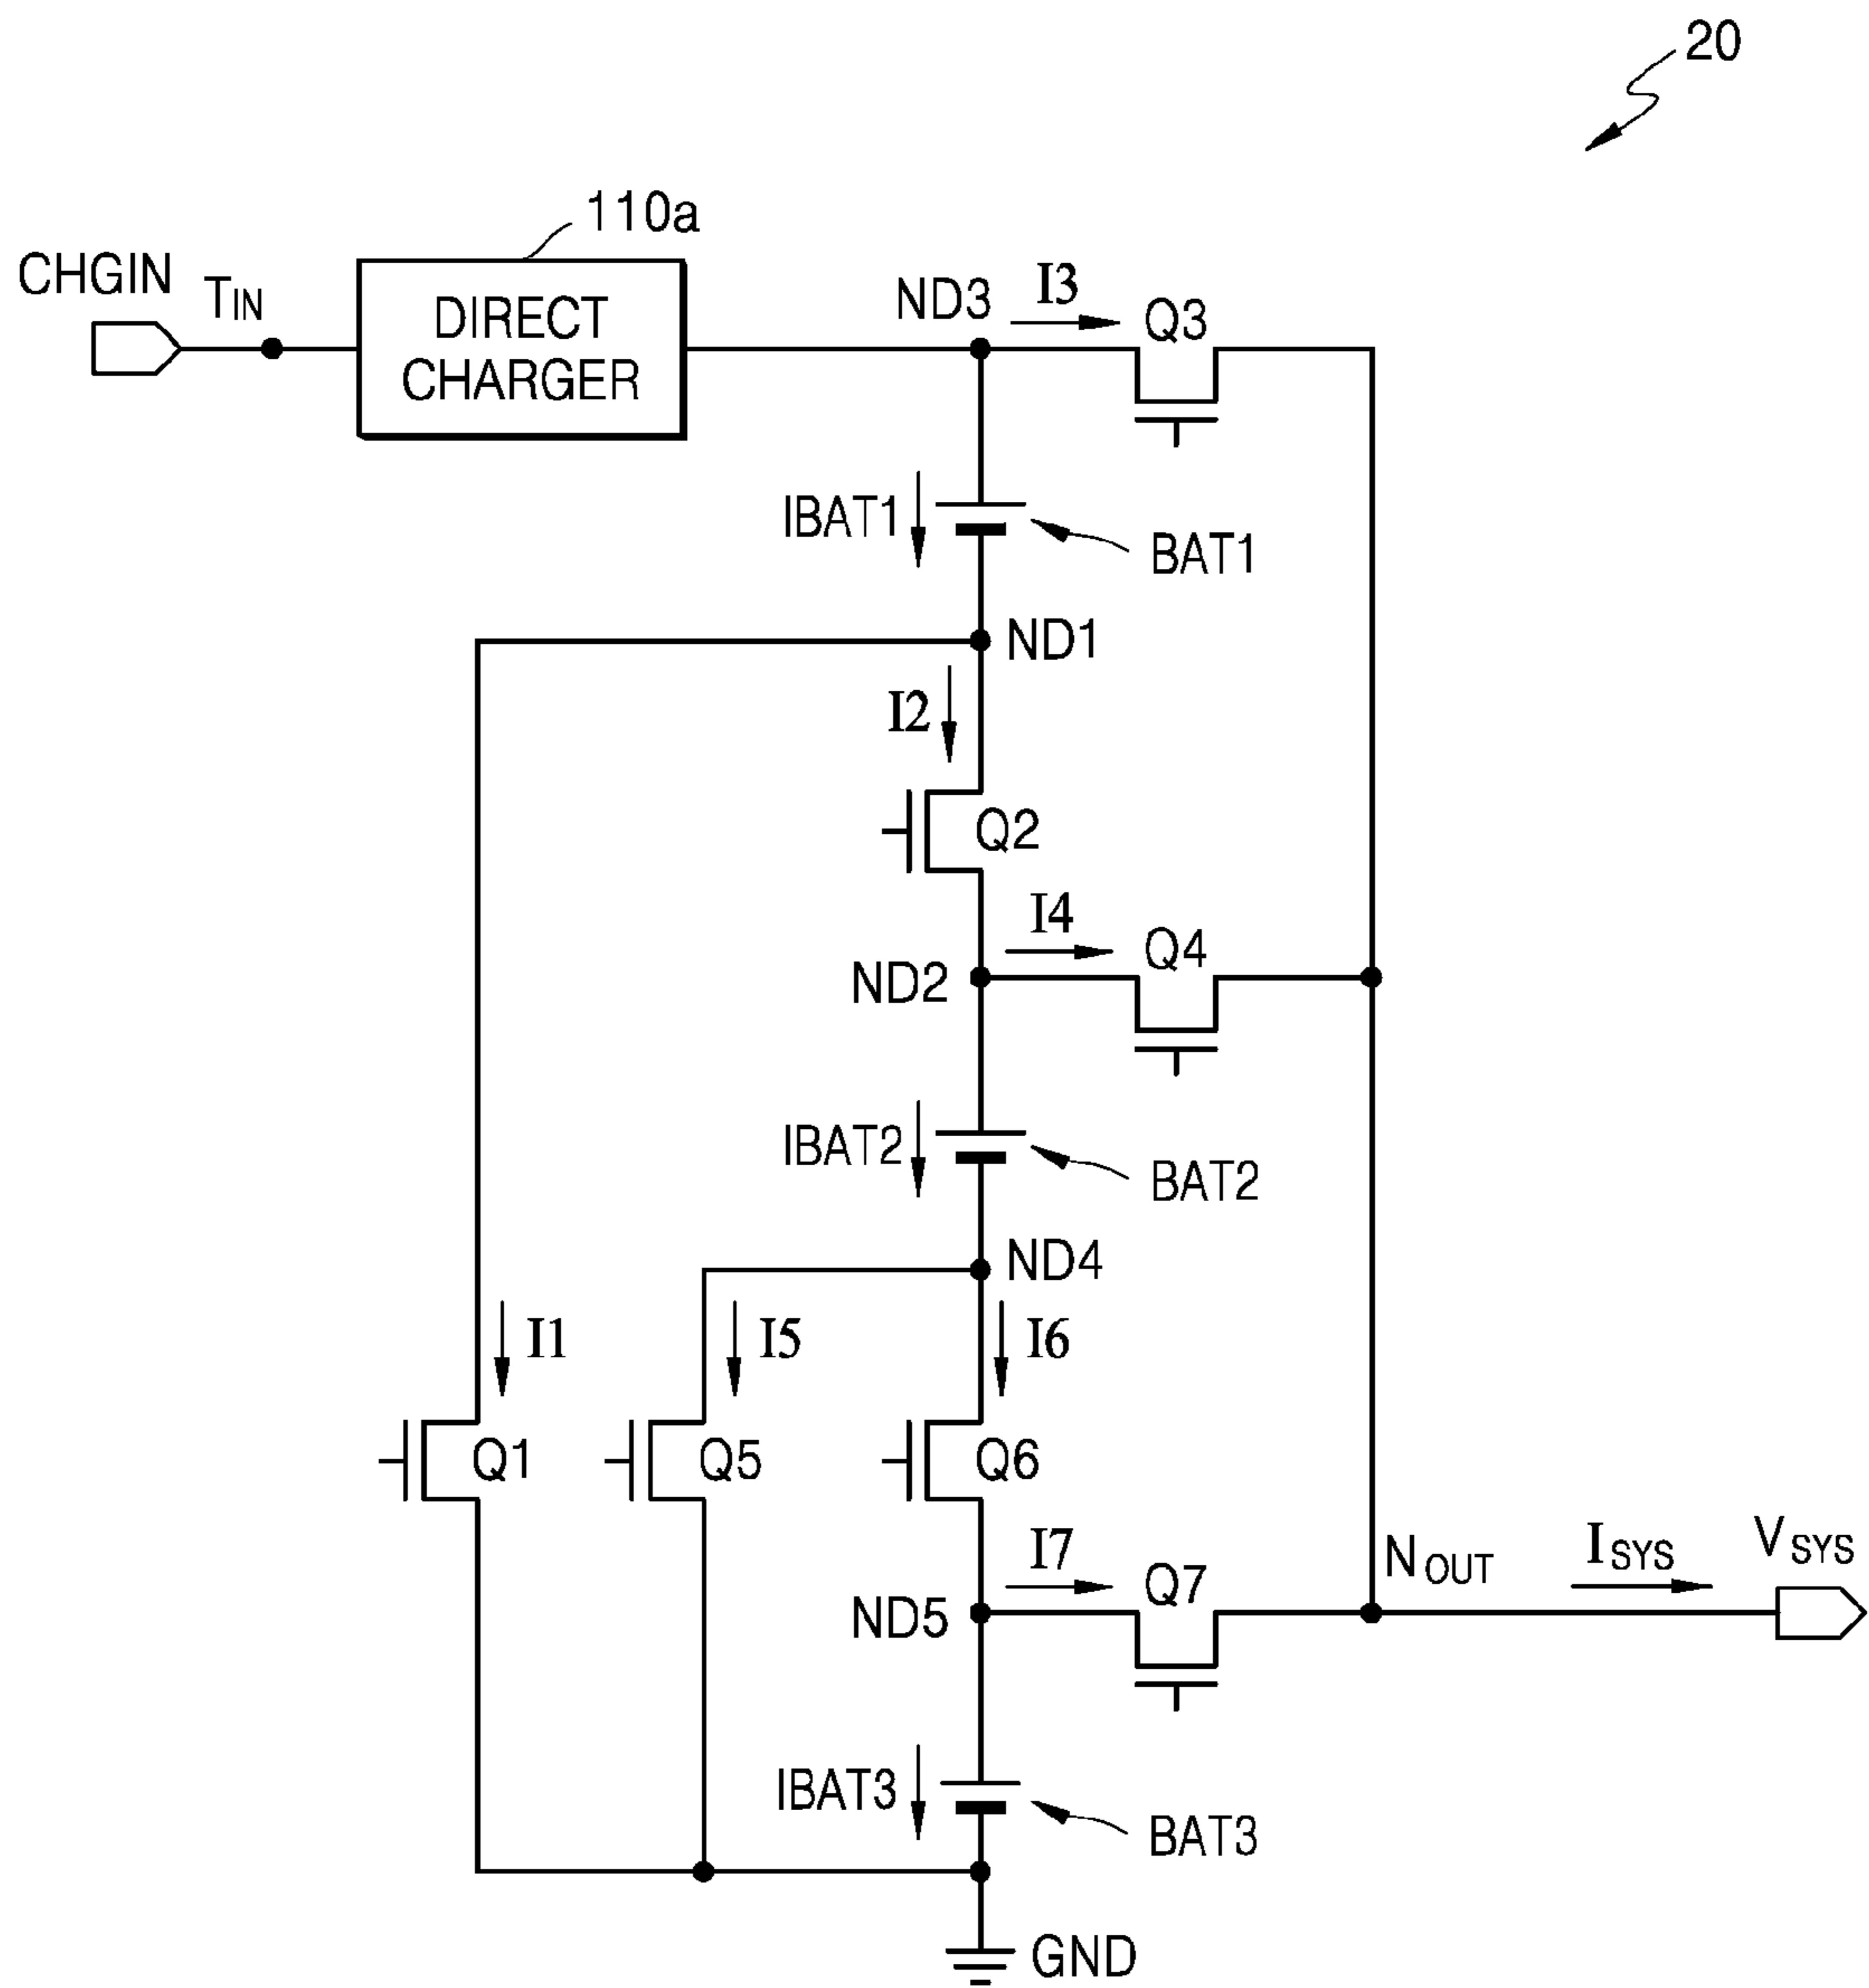 20
110a
CHGIN
TIN
DIRECT
CHARGER
ND3
I3
Q3
IBAT1
BAT1
ND1
I2
Q2
I4
Q4
ND2
IBAT2
BAT2
ND4
I1
I5
I6
Q1
Q5
Q6
I7
Q7
NOUT
ISYS
VSYS
ND5
IBAT3
BAT3
GND